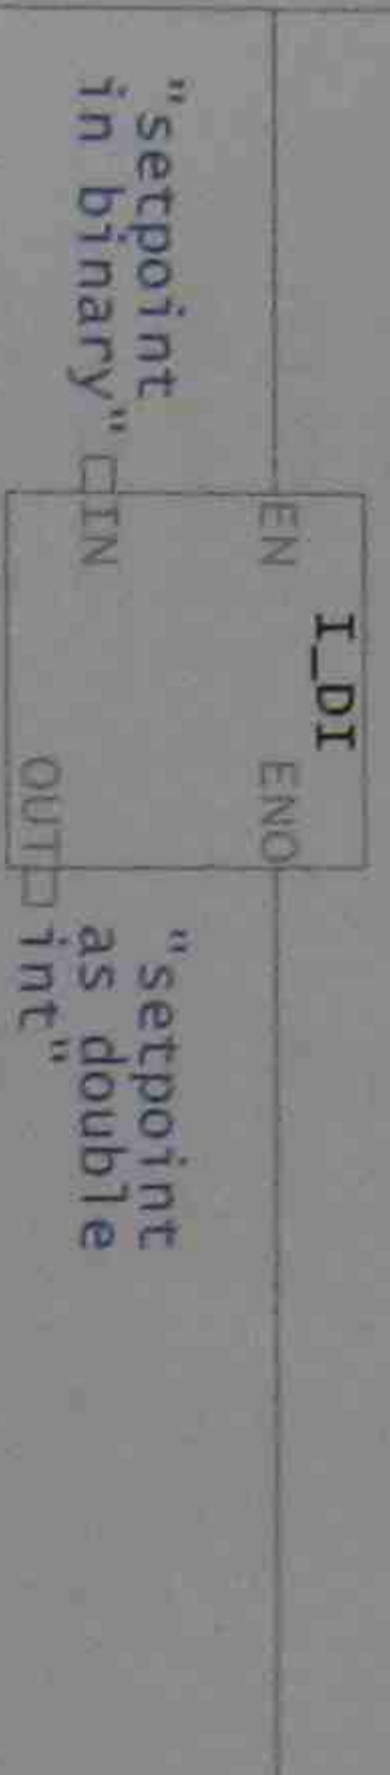 I_DI
EN ENO
"setpoint
in binary" IN
OUT "setpoint
as double
int"